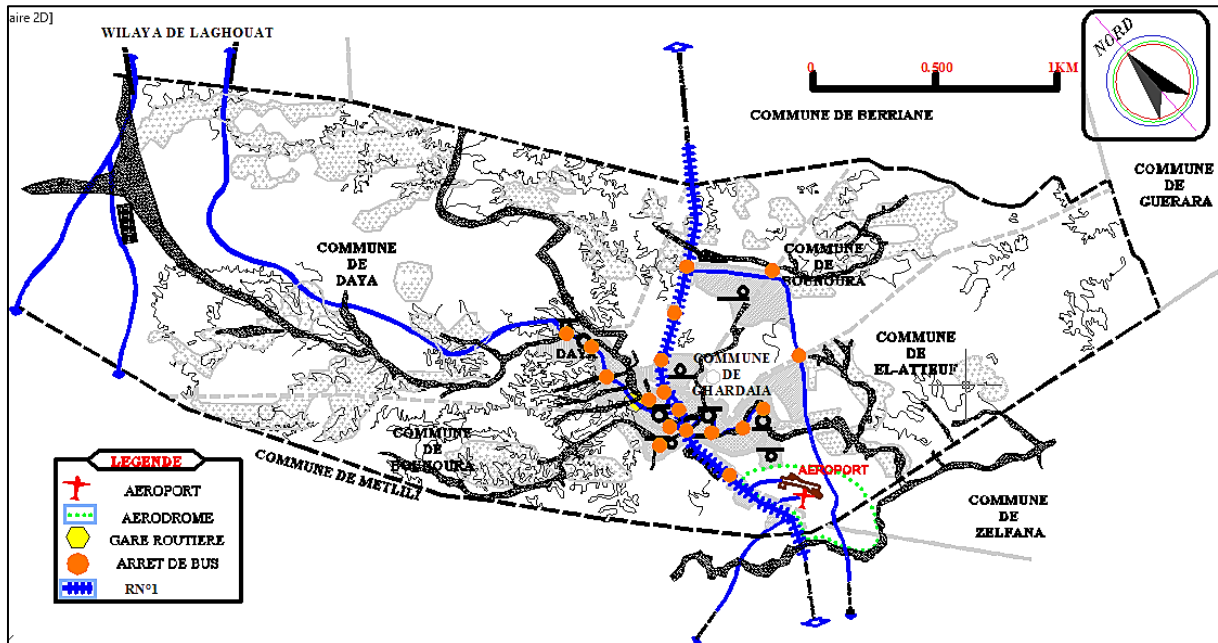 aire 2D]
WILAYA DE LAGHOUAT
NORD
0
0.500
1KM
COMMUNE DE BERRIANE
COMMUNE
DE
GUERARA
COMMUNE
DE
DAYA
COMMUNE
DE
BOUNOURA
DAYA
COMMUNE
DE
GHARDAIA
COMMUNE
DE
EL-ATTEUF
COMMUNE
DE
BOUNOURA
COMMUNE DE METLILI
AEROPORT
COMMUNE
DE
ZELFANA
LEGENDE
AEROPORT
AERODROME
GARE ROUTIERE
ARRET DE BUS
RN°1